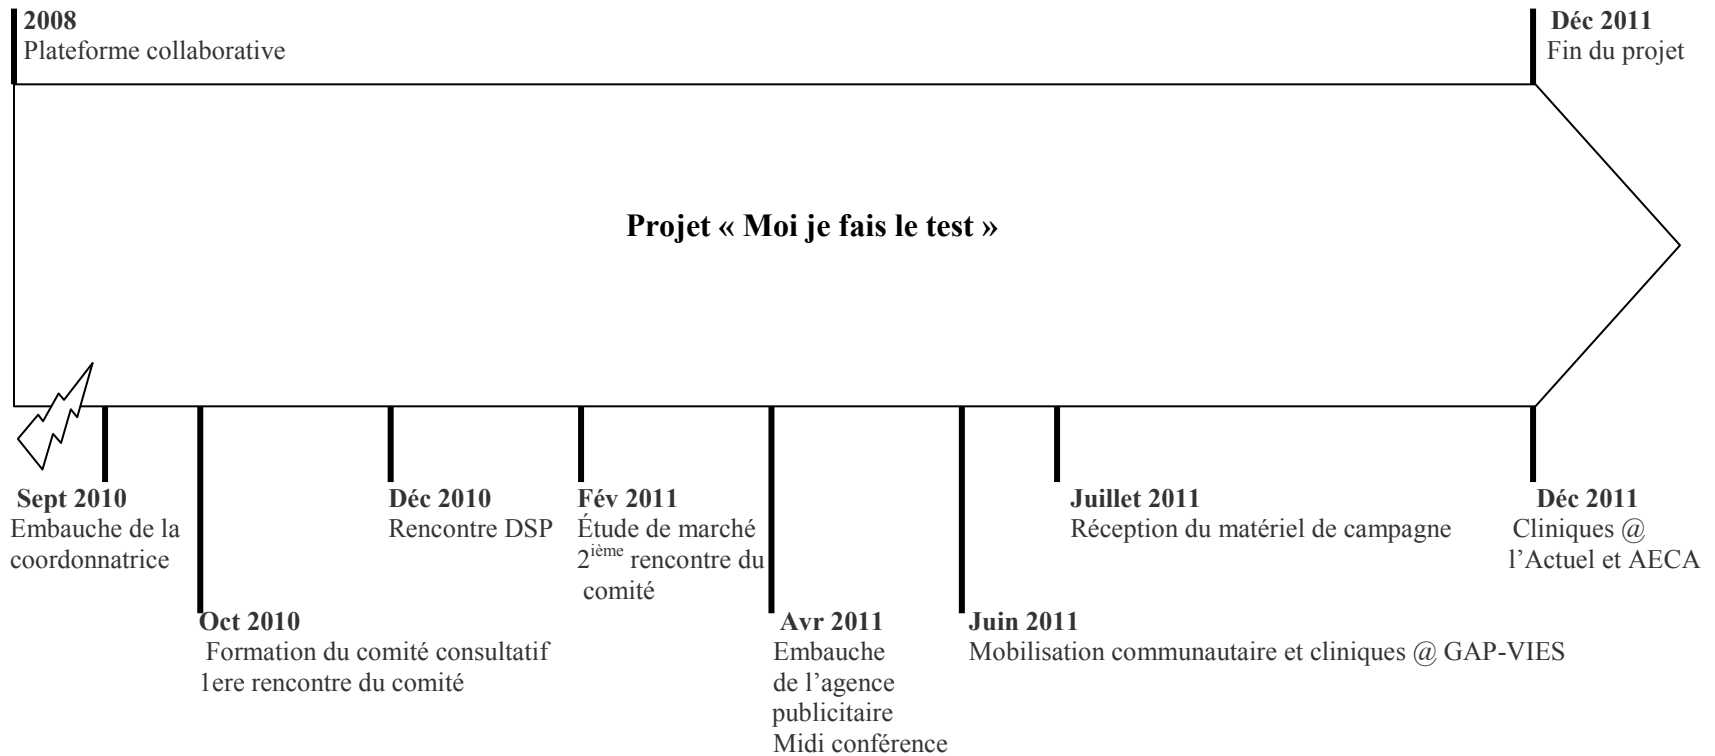 2008
Plateforme collaborative
Déc 2011
Fin du projet
Projet « Moi je fais le test »
Sept 2010
Embauche de la
coordonnatrice
Oct 2010
Formation du comité consultatif
1ere rencontre du comité
Déc 2010
Rencontre DSP
Fév 2011
Étude de marché
2ième rencontre du
comité
Avr 2011
Embauche
de l’agence
publicitaire
Midi conférence
Juin 2011
Mobilisation communautaire et cliniques @ GAP-VIES
Juillet 2011
Réception du matériel de campagne
Déc 2011
Cliniques @
l’Actuel et AECA